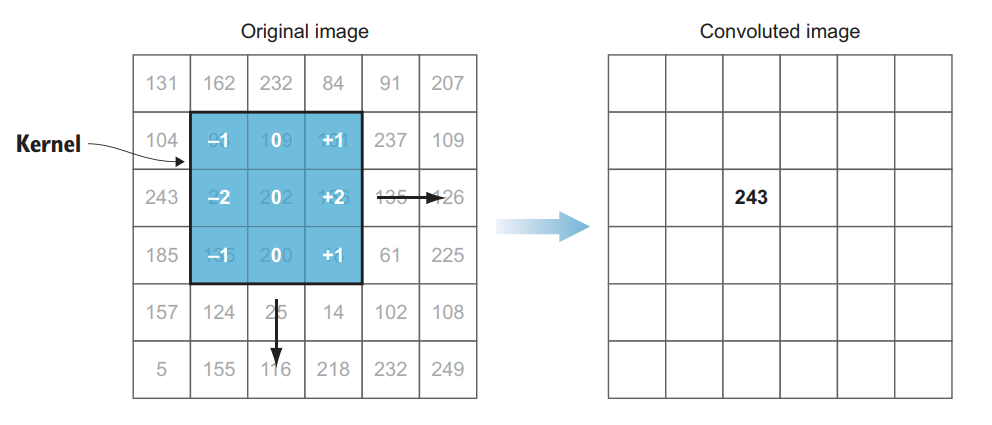 Original image
Convoluted image
131 162 232 84 91 207
Kernel
104 –1 0 +1 237 109
243 –2 0 +2 135 126
243
185 –1 0 +1 61 225
157 124 25 14 102 108
5 155 116 218 232 249